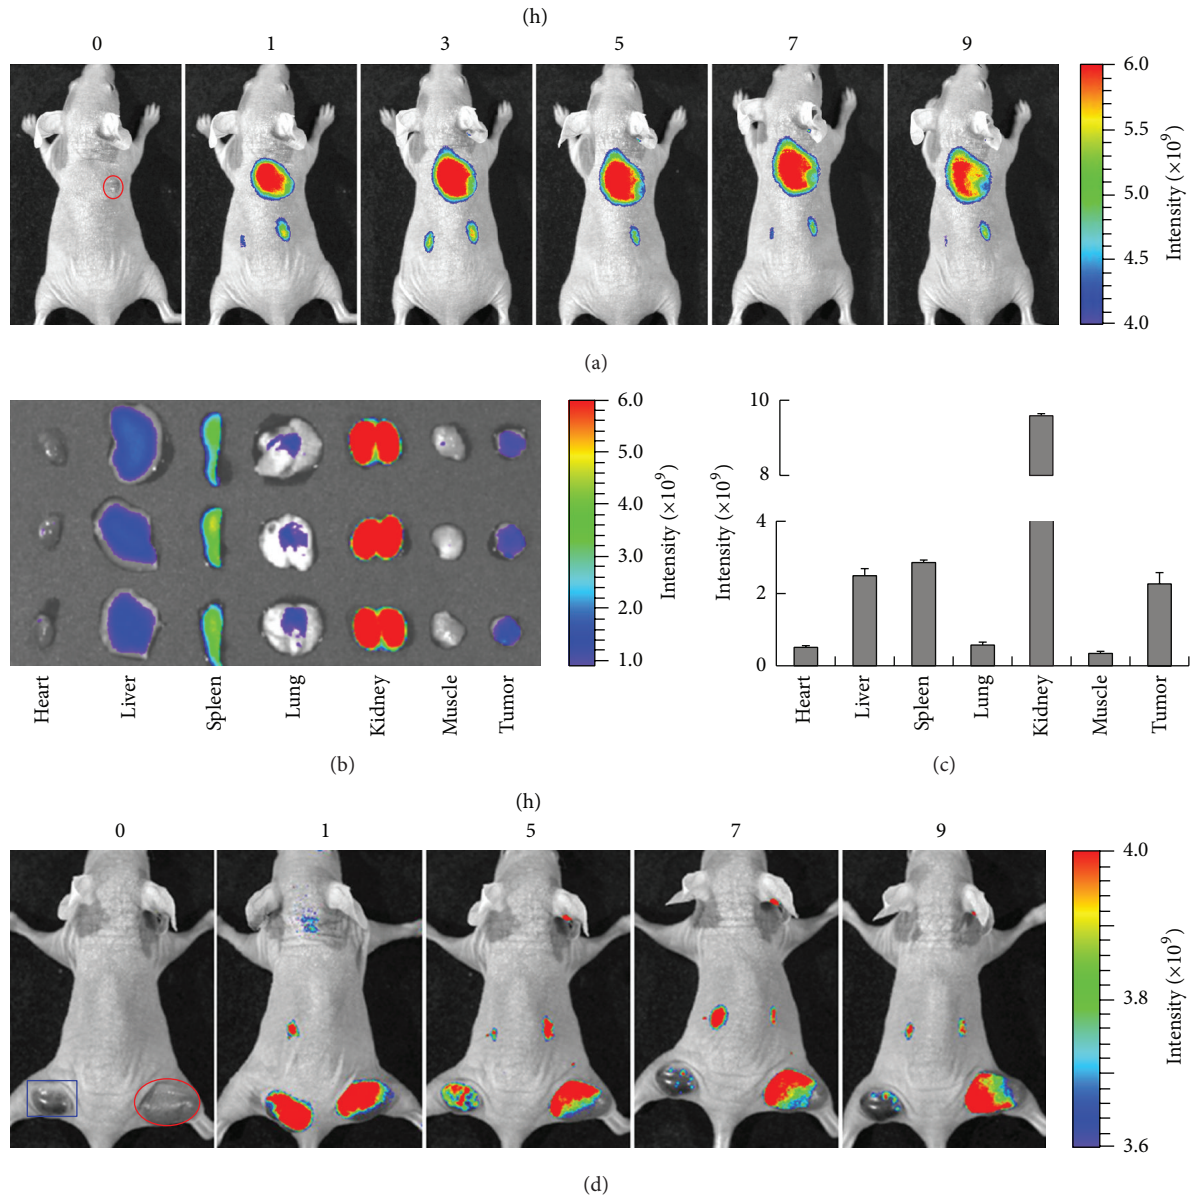 (h)
0 1 3 5 7 9
6.0
5.5
5.0
4.5
4.0
Intensity (×10⁹)
(a)
6.0
5.0
4.0
3.0
2.0
1.0
Intensity (×10⁹)
Heart Liver Spleen Lung Kidney Muscle Tumor
(b)
10
8
4
2
0
Intensity (×10⁹)
Heart Liver Spleen Lung Kidney Muscle Tumor
(c)
(h)
0 1 5 7 9
4.0
3.8
3.6
Intensity (×10⁹)
(d)